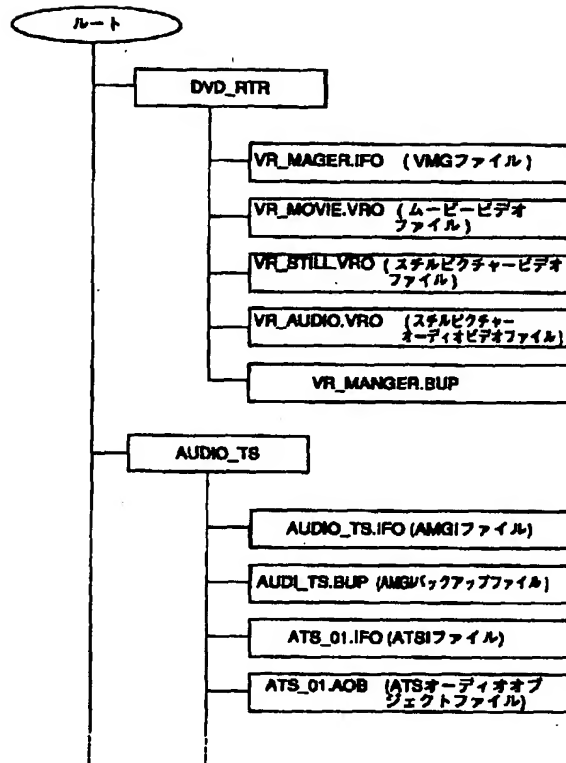 ルート
DVD_RTR
VR_MAGER.IFO (VMGファイル)
VR_MOVIE.VRO (ムービービデオ
ファイル)
VR_STILL.VRO (スチルピクチャービデオ
ファイル)
VR_AUDIO.VRO (スチルピクチャー
オーディオビデオファイル)
VR_MANGER.BUP
AUDIO_TS
AUDIO_TS.IFO (AMGIファイル)
AUDI_TS.BUP (AMGIバックアップファイル)
ATS_01.IFO (ATSIファイル)
ATS_01.AOB (ATSオーディオオブ
ジェクトファイル)